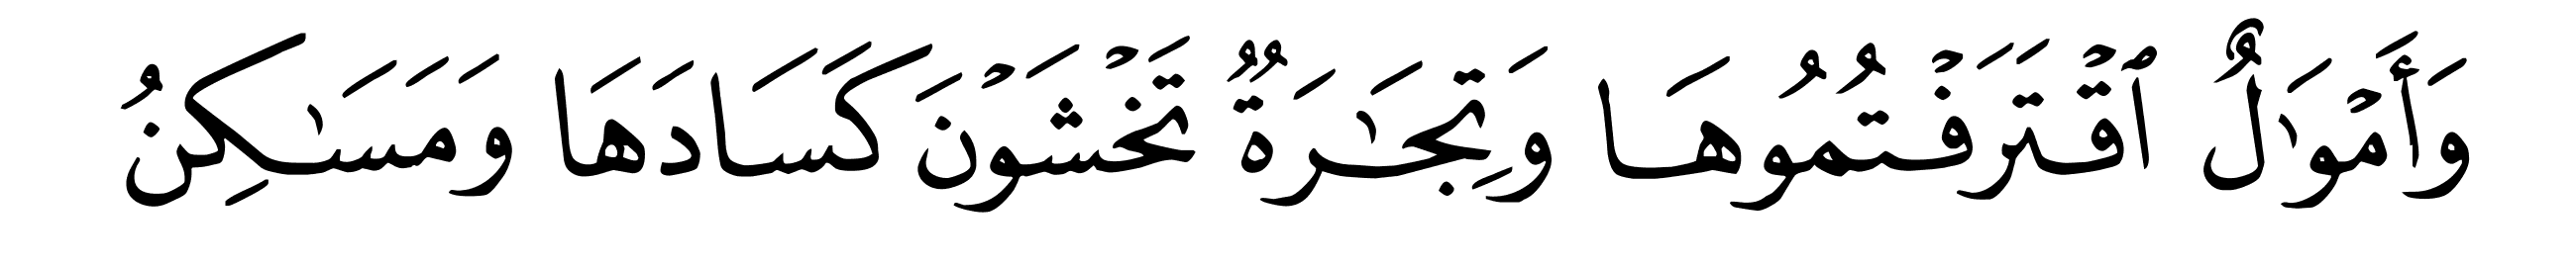 وَأَمْوَٰلٌ ٱقْتَرَفْتُمُوهَا وَتِجَٰرَةٌ تَخْشَوْنَ كَسَادَهَا وَمَسَٰكِنُ